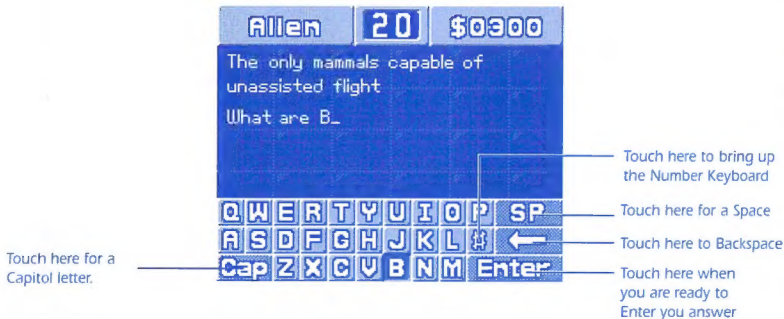 Allen 20 $0300
The only mammals capable of
unassisted flight
What are B_
Q W E R T Y U I O P SP
A S D F G H J K L # ←
Cap Z X C V B N M Enter
Touch here to bring up
the Number Keyboard
Touch here for a Space
Touch here to Backspace
Touch here when
you are ready to
Enter you answer
Touch here for a
Capitol letter.